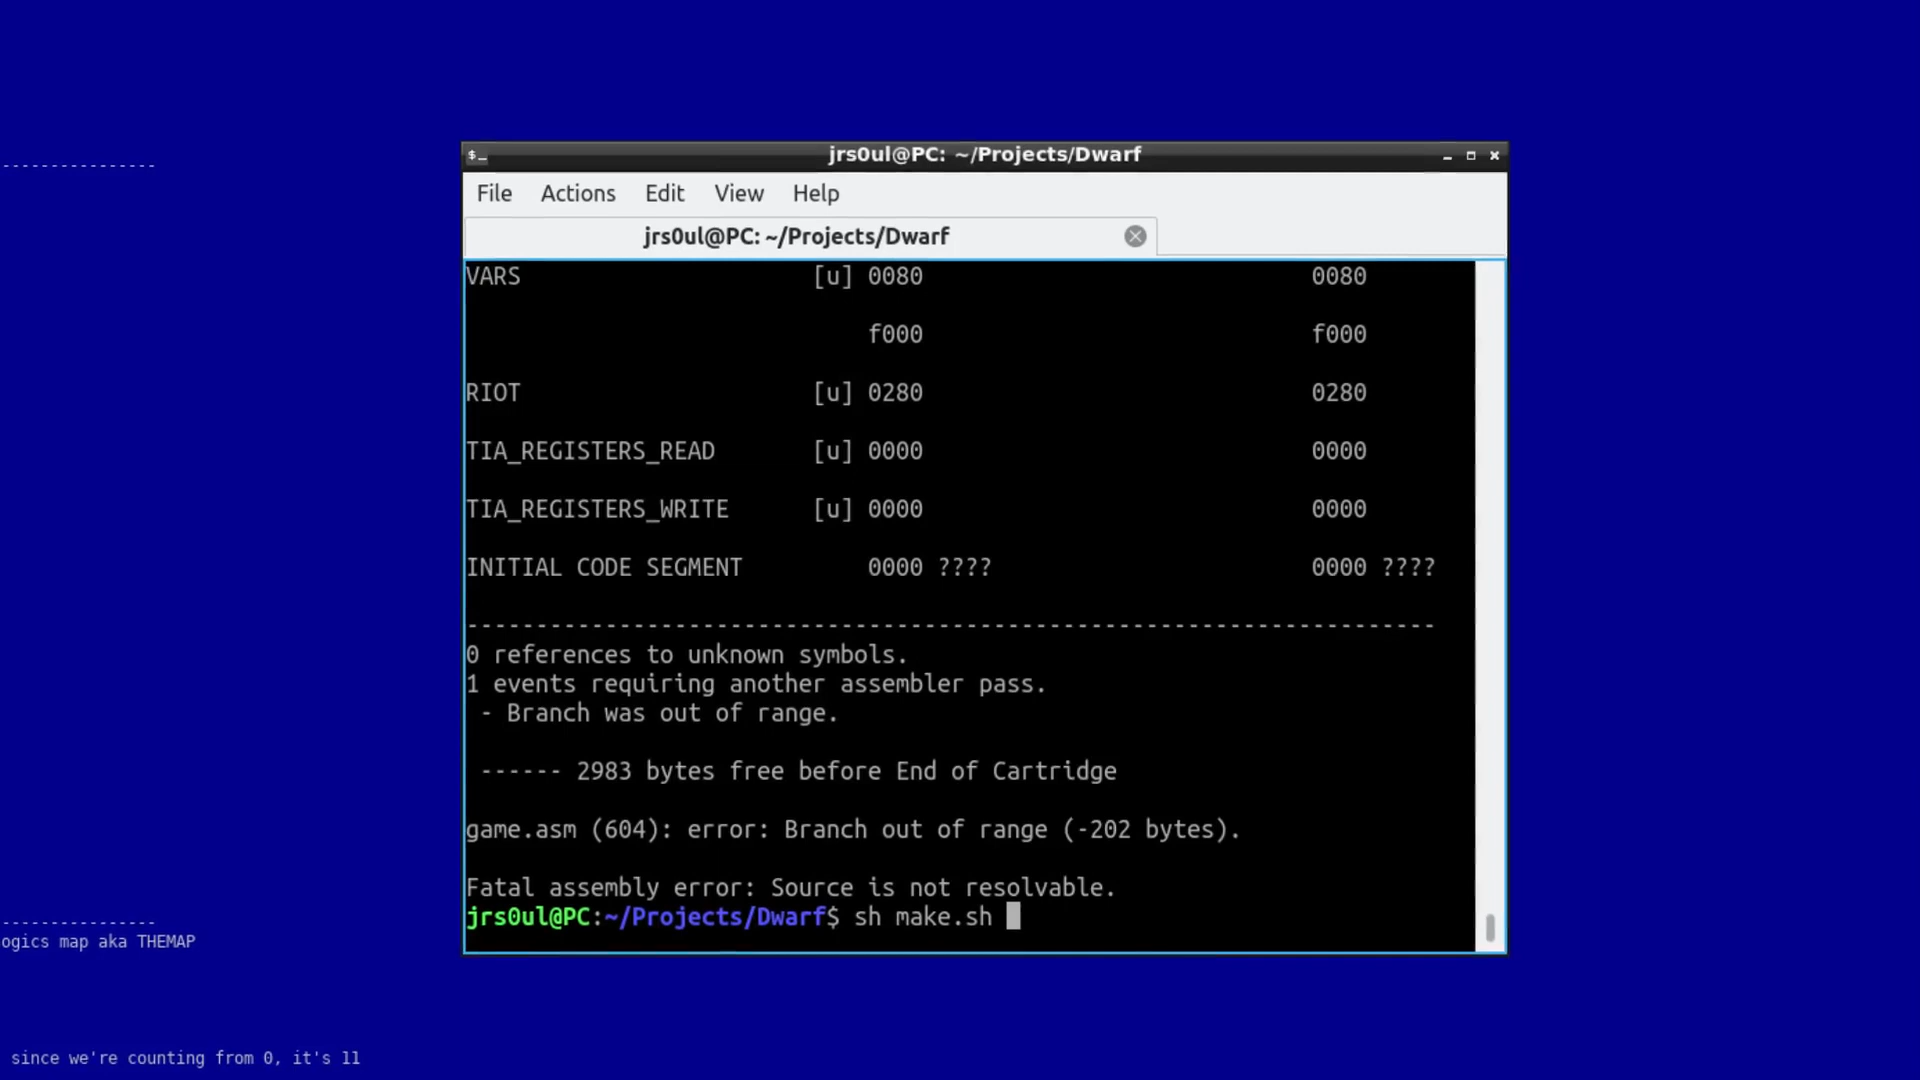 jrs0ul@PC: ~/Projects/Dwarf
File Actions Edit View Help
jrs0ul@PC: ~/Projects/Dwarf
---------------
VARS [u] 0080 0080
f000 f000
RIOT [u] 0280 0280
TIA_REGISTERS_READ [u] 0000 0000
TIA_REGISTERS_WRITE [u] 0000 0000
INITIAL CODE SEGMENT 0000 ???? 0000 ????
----------------------------------------------------------------------
0 references to unknown symbols.
1 events requiring another assembler pass.
- Branch was out of range.
------ 2983 bytes free before End of Cartridge
game.asm (604): error: Branch out of range (-202 bytes).
Fatal assembly error: Source is not resolvable.
jrs0ul@PC:~/Projects/Dwarf$ sh make.sh
---------------
ogics map aka THEMAP
since we're counting from 0, it's 11